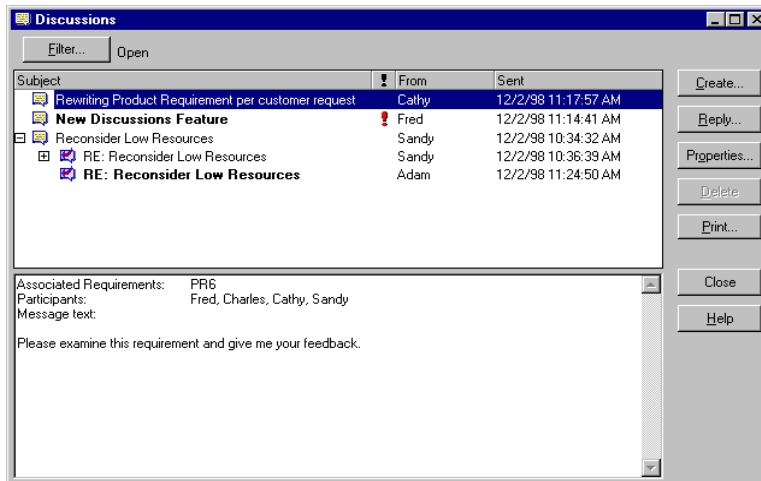 Discussions
Filter... Open
Subject ! From Sent
Rewriting Product Requirement per customer request Cathy 12/2/98 11:17:57 AM
New Discussions Feature ! Fred 12/2/98 11:14:41 AM
Reconsider Low Resources Sandy 12/2/98 10:34:32 AM
RE: Reconsider Low Resources Sandy 12/2/98 10:36:39 AM
RE: Reconsider Low Resources Adam 12/2/98 11:24:50 AM
Create...
Reply...
Properties...
Delete
Print...
Close
Help
Associated Requirements: PR6
Participants: Fred, Charles, Cathy, Sandy
Message text:
Please examine this requirement and give me your feedback.